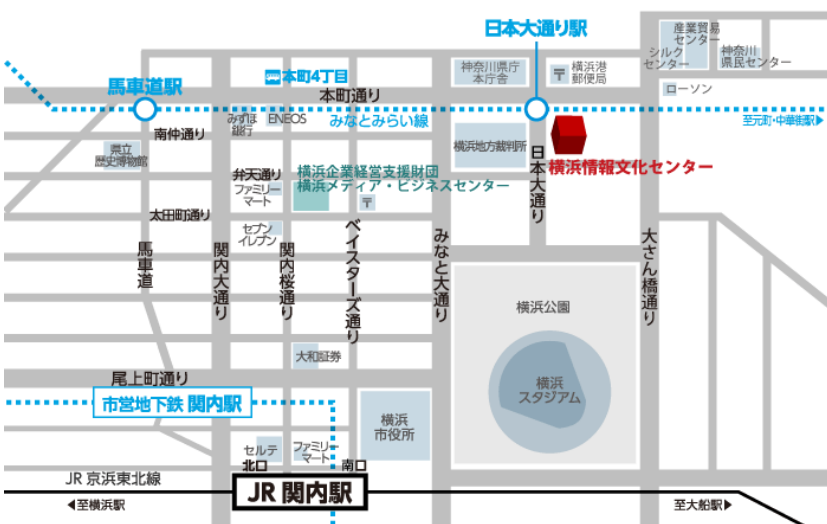 日本大通り駅
産業貿易
センター
シルク
センター
神奈川
県民センター
馬車道駅
本町4丁目
神奈川県庁
本庁舎
〒 横浜港
郵便局
ローソン
本町通り
みずほ
銀行
ENEOS
みなとみらい線
至元町・中華街駅▶
南仲通り
県立
歴史博物館
横浜地方裁判所
日本大通り
横浜情報文化センター
弁天通り
ファミリー
マート
横浜企業経営支援財団
横浜メディア・ビジネスセンター
〒
太田町通り
セブン
イレブン
馬車道
関内大通り
関内桜通り
ベイスターズ通り
みなと大通り
大さん橋通り
横浜公園
横浜
スタジアム
大和証券
尾上町通り
市営地下鉄 関内駅
横浜
市役所
セルテ
北口
ファミリー
マート
南口
JR 京浜東北線
JR 関内駅
◀至横浜駅
至大船駅▶